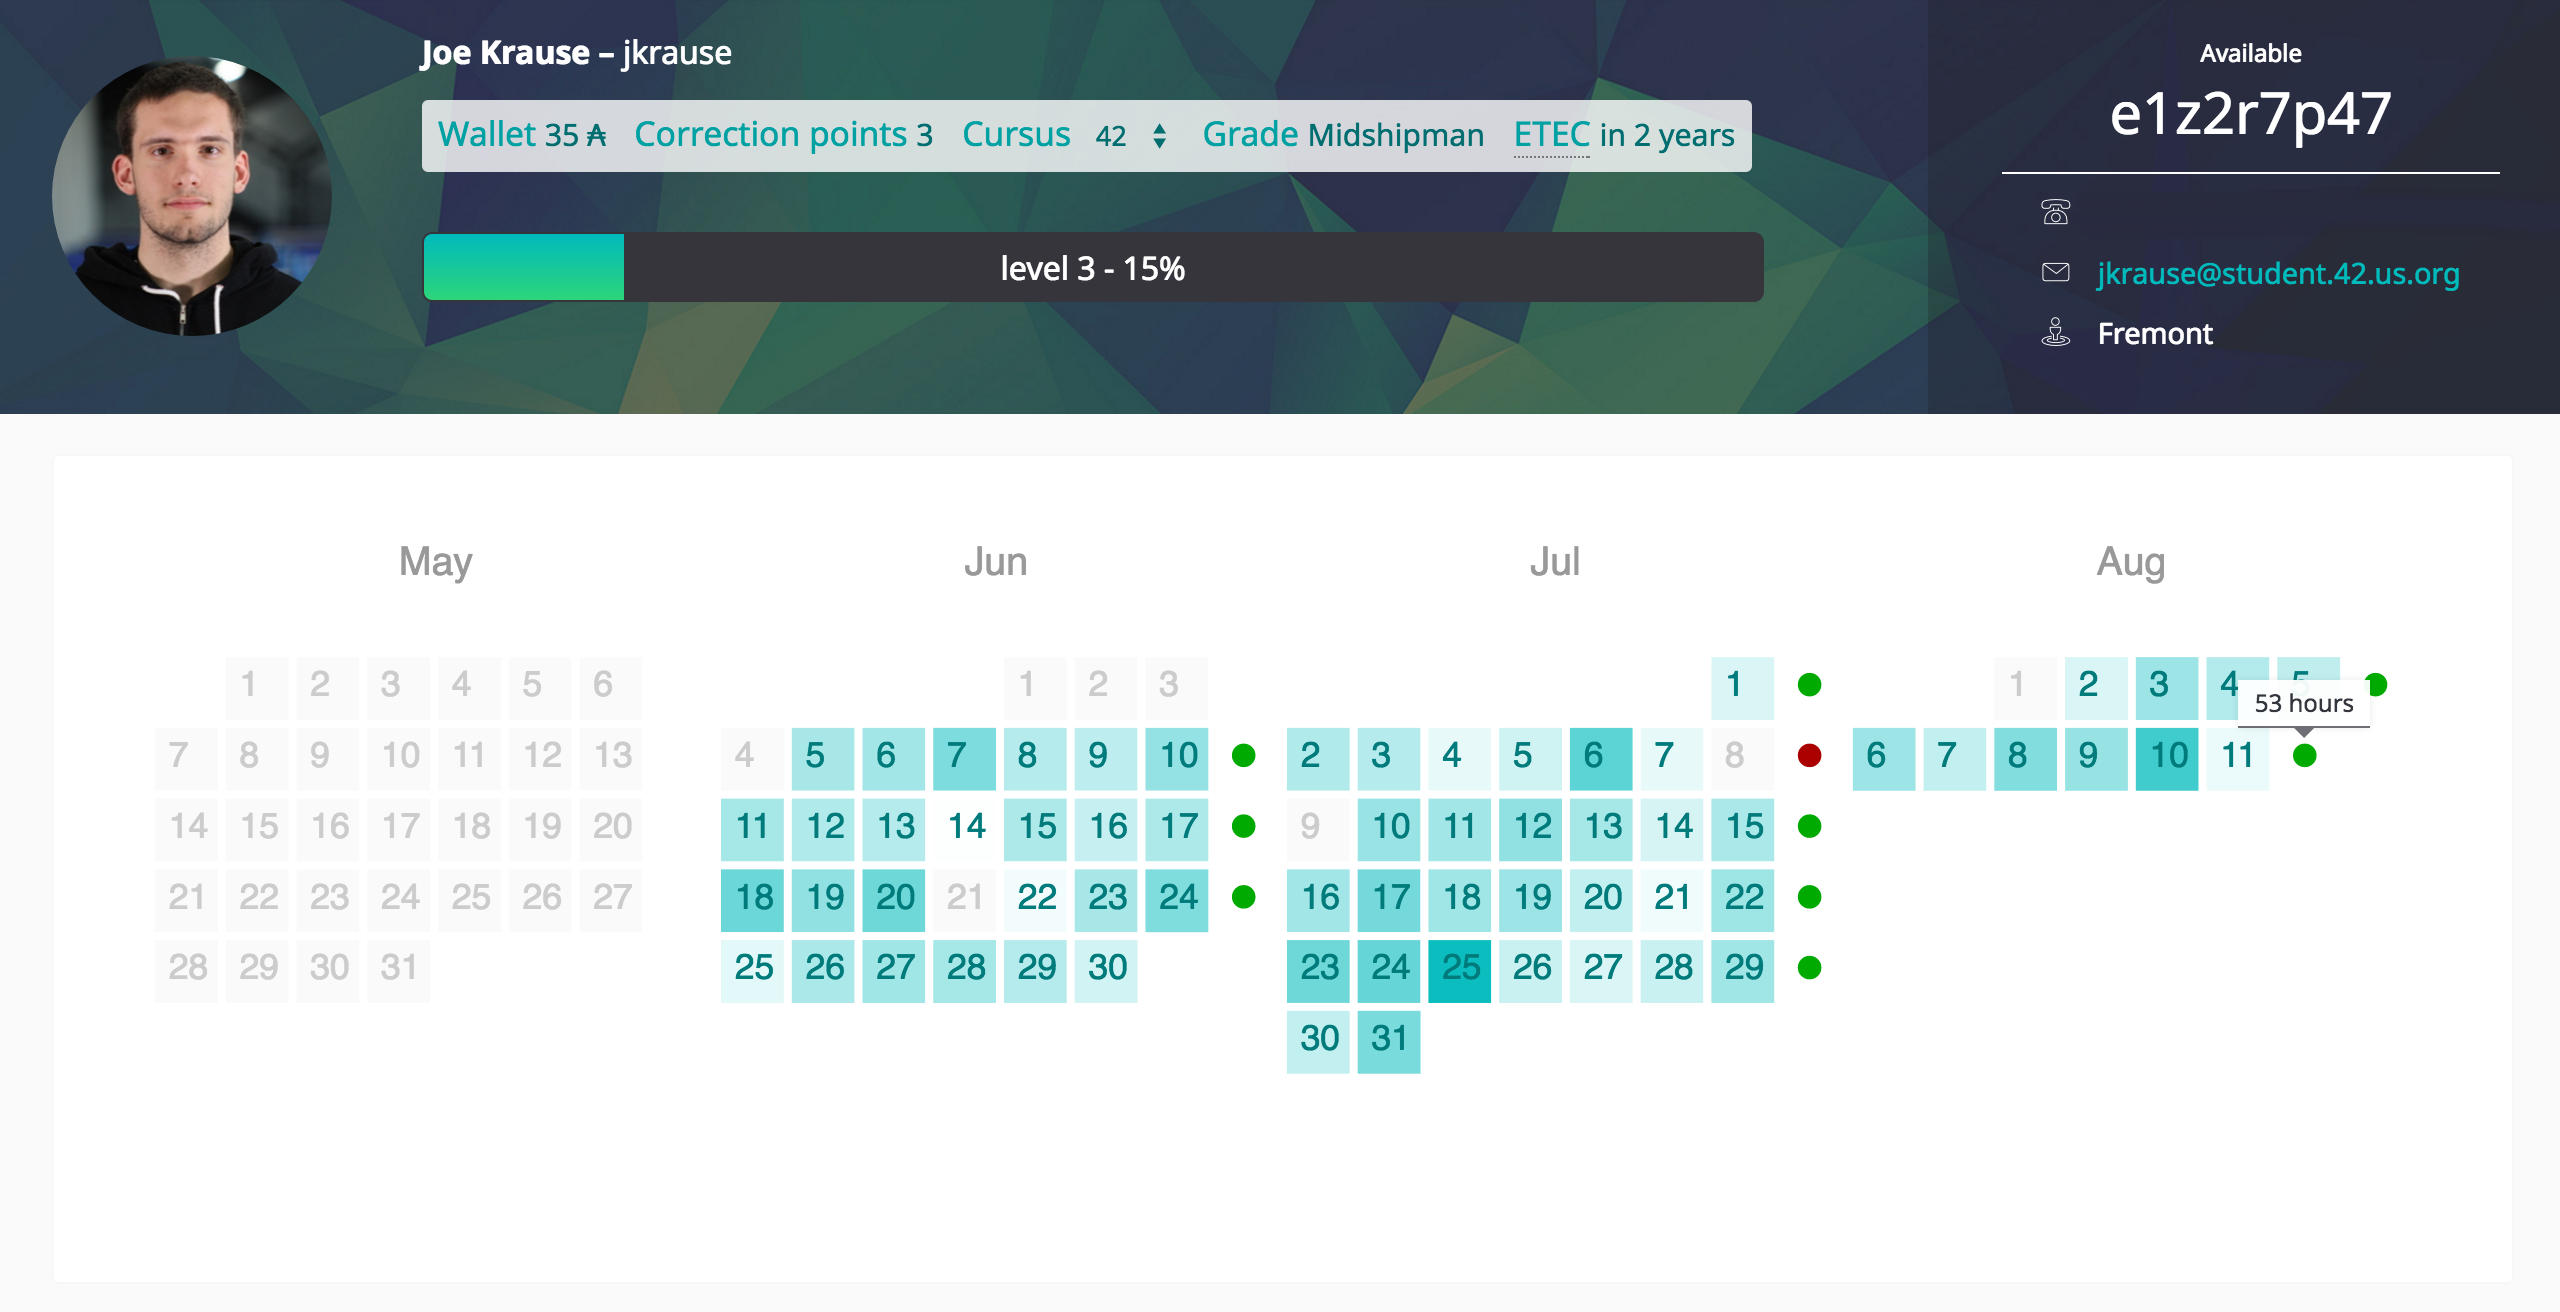 Joe Krause – jkrause
Wallet 35 ₳ Correction points 3 Cursus 42 Grade Midshipman ETEC in 2 years
level 3 - 15%
Available
e1z2r7p47
jkrause@student.42.us.org
Fremont
May
1 2 3 4 5 6
7 8 9 10 11 12 13
14 15 16 17 18 19 20
21 22 23 24 25 26 27
28 29 30 31
Jun
1 2 3
4 5 6 7 8 9 10
11 12 13 14 15 16 17
18 19 20 21 22 23 24
25 26 27 28 29 30
Jul
1
2 3 4 5 6 7 8
9 10 11 12 13 14 15
16 17 18 19 20 21 22
23 24 25 26 27 28 29
30 31
Aug
1 2 3 4 5
53 hours
6 7 8 9 10 11